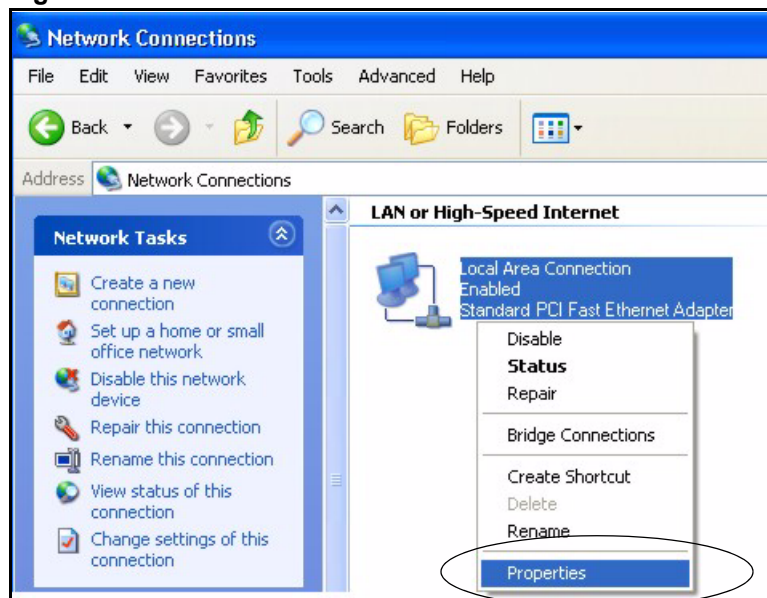 Network Connections
File Edit View Favorites Tools Advanced Help
Back Search Folders
Address Network Connections
Network Tasks
Create a new
connection
Set up a home or small
office network
Disable this network
device
Repair this connection
Rename this connection
View status of this
connection
Change settings of this
connection
LAN or High-Speed Internet
Local Area Connection
Enabled
Standard PCI Fast Ethernet Adapter
Disable
Status
Repair
Bridge Connections
Create Shortcut
Delete
Rename
Properties